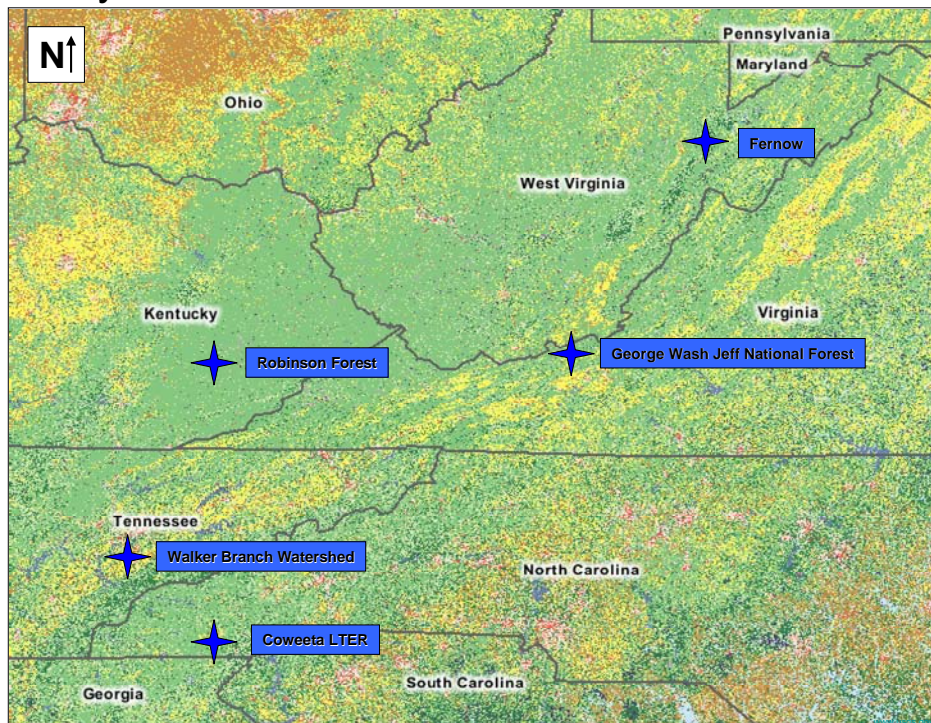 Pennsylvania
N
Maryland
Ohio
Fernow
West Virginia
Kentucky
Virginia
George Wash Jeff National Forest
Robinson Forest
Tennessee
Walker Branch Watershed
North Carolina
Coweeta LTER
South Carolina
Georgia